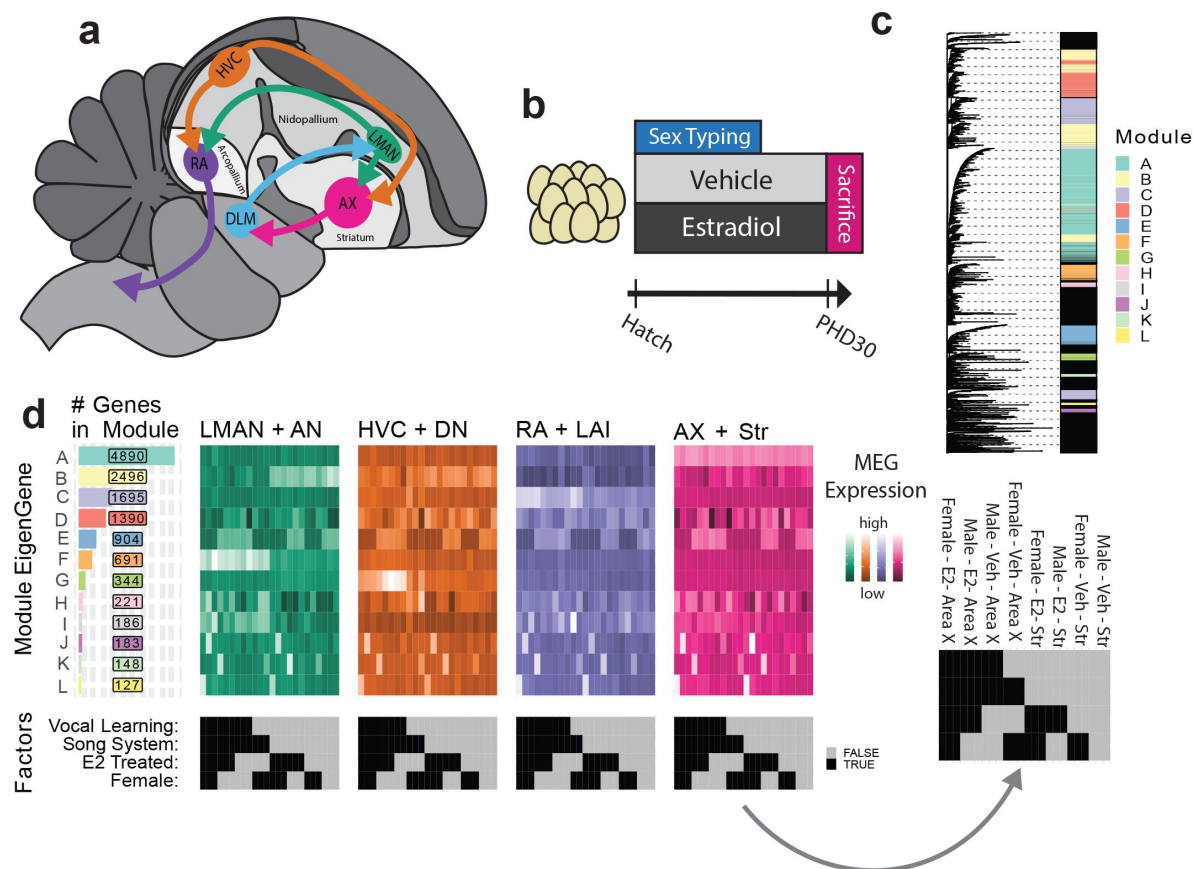 a
HVC
Nidopallium
LMAN
RA
Arcopallium
DLM
AX
Striatum
b
Sex Typing
Vehicle
Estradiol
Sacrifice
Hatch
PHD30
c
Module
A
B
C
D
E
F
G
H
I
J
K
L
d
# Genes
in Module
LMAN + AN
HVC + DN
RA + LAI
AX + Str
Module EigenGene
A 4890
B 2496
C 1695
D 1390
E 904
F 691
G 344
H 221
I 186
J 183
K 148
L 127
MEG
Expression
high
low
Factors
Vocal Learning:
Song System:
E2 Treated:
Female:
FALSE
TRUE
Female - E2- Area X
Male - E2- Area X
Male - Veh - Area X
Female - Veh - Area X
Female - E2- Str
Male - E2 - Str
Female - Veh - Str
Male - Veh - Str